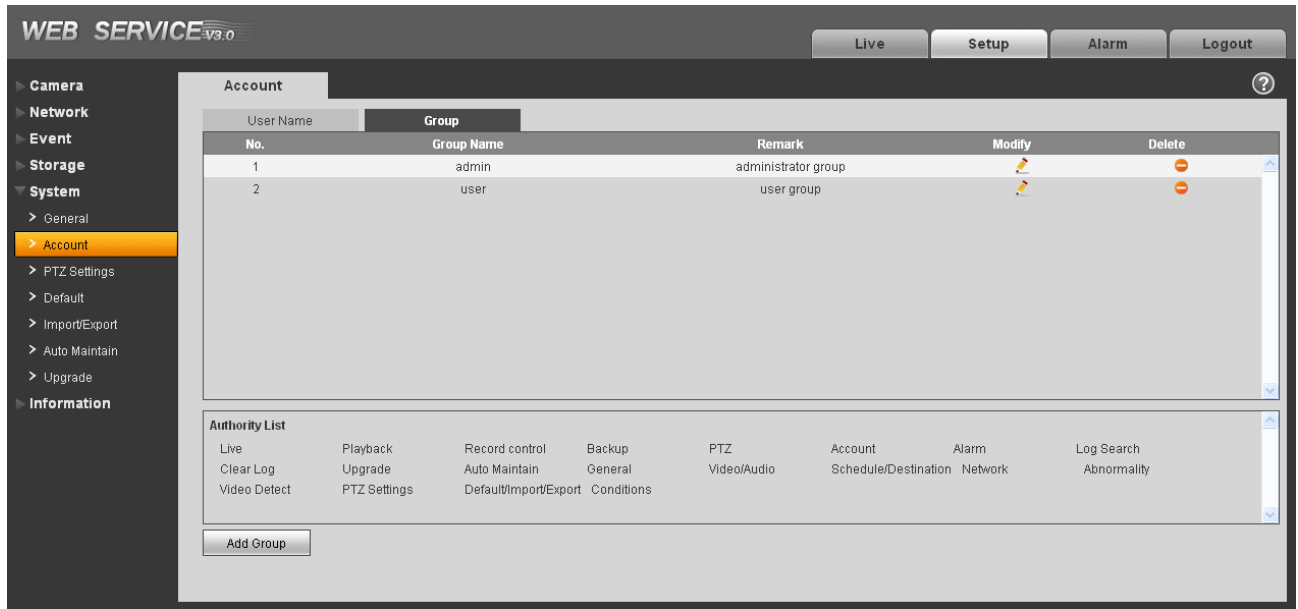 WEB SERVICE V3.0
Live Setup Alarm Logout
Camera
Network
Event
Storage
System
> General
> Account
> PTZ Settings
> Default
> Import/Export
> Auto Maintain
> Upgrade
Information
Account ?
User Name Group
No. Group Name Remark Modify Delete
1 admin administrator group
2 user user group
Authority List
Live Playback Record control Backup PTZ Account Alarm Log Search
Clear Log Upgrade Auto Maintain General Video/Audio Schedule/Destination Network Abnormality
Video Detect PTZ Settings Default/Import/Export Conditions
Add Group